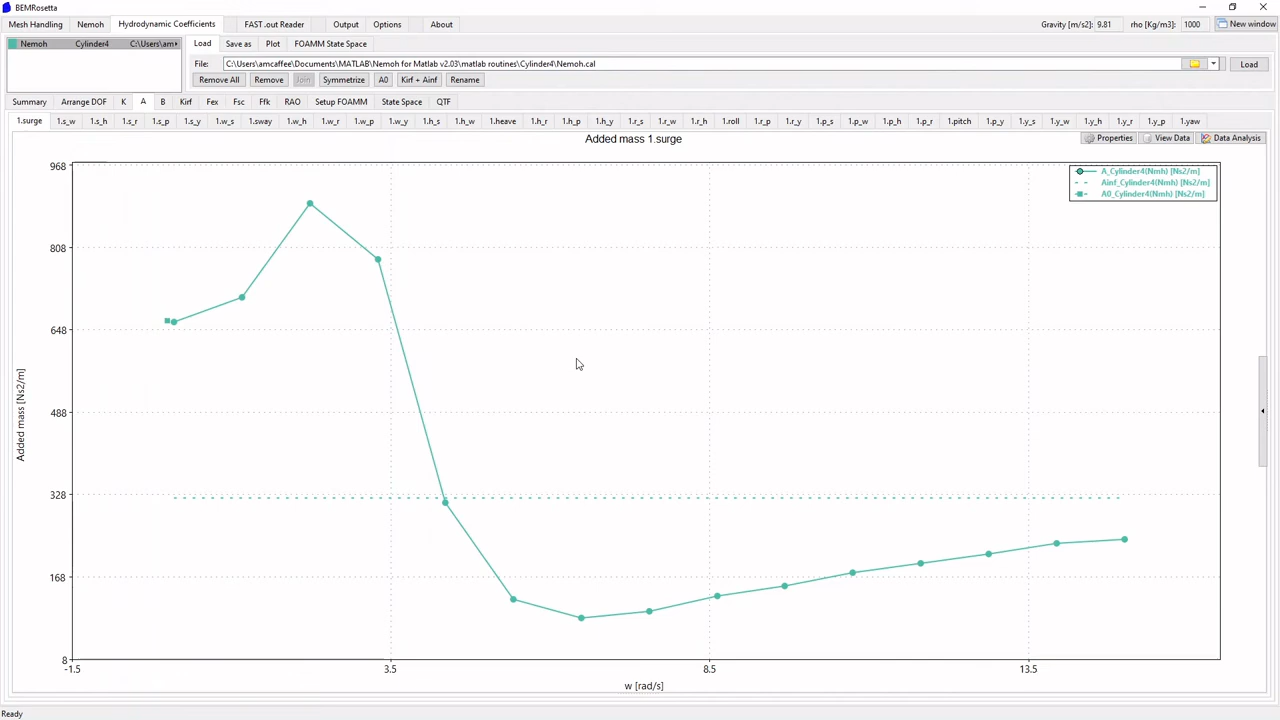 BEMRosetta
Mesh Handling Nemoh Hydrodynamic Coefficients FAST .out Reader Output Options About Gravity [m/s2]: 9.81 rho [Kg/m3]: 1000 New window
Nemoh Cylinder4 C:\Users\am
Load Save as Plot FOAMM State Space
File: C:\Users\amcaffee\Documents\MATLAB\Nemoh for Matlab v2.03\matlab routines\Cylinder4\Nemoh.cal Load
Remove All Remove Join Symmetrize A0 Kirf + Ainf Rename
Summary Arrange DOF K A B Kirf Fex Fsc Ffk RAO Setup FOAMM State Space QTF
1.surge 1.s_w 1.s_h 1.s_r 1.s_p 1.s_y 1.w_s 1.sway 1.w_h 1.w_r 1.w_p 1.w_y 1.h_s 1.h_w 1.heave 1.h_r 1.h_p 1.h_y 1.r_s 1.r_w 1.r_h 1.roll 1.r_p 1.r_y 1.p_s 1.p_w 1.p_h 1.p_r 1.pitch 1.p_y 1.y_s 1.y_w 1.y_h 1.y_r 1.y_p 1.yaw
Added mass 1.surge
Properties View Data Data Analysis
A_Cylinder4(Nmh) [Ns2/m]
Ainf_Cylinder4(Nmh) [Ns2/m]
A0_Cylinder4(Nmh) [Ns2/m]
968
808
648
488
328
168
8
Added mass [Ns2/m]
-1.5 3.5 8.5 13.5
w [rad/s]
Ready